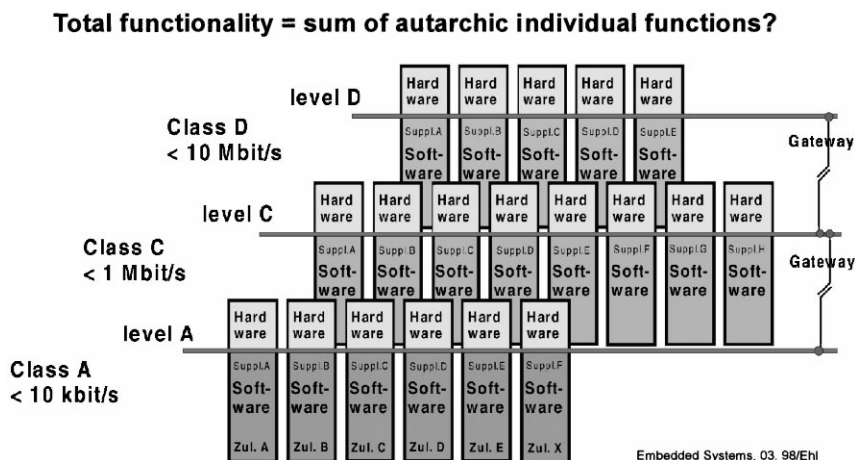 Total functionality = sum of autarchic individual functions?
level D
Hard ware Hard ware Hard ware Hard ware Hard ware
Class D
< 10 Mbit/s
Suppl.A Suppl.B Suppl.C Suppl.D Suppl.E
Soft- ware Soft- ware Soft- ware Soft- ware Soft- ware
Gateway
level C
Hard ware Hard ware Hard ware Hard ware Hard ware Hard ware Hard ware Hard ware
Class C
< 1 Mbit/s
Suppl.A Suppl.B Suppl.C Suppl.D Suppl.E Suppl.F Suppl.G Suppl.H
Soft- ware Soft- ware Soft- ware Soft- ware Soft- ware Soft- ware Soft- ware Soft- ware
Gateway
level A
Hard ware Hard ware Hard ware Hard ware Hard ware Hard ware
Class A
< 10 kbit/s
Suppl.A Suppl.B Suppl.C Suppl.D Suppl.E Suppl.F
Soft- ware Soft- ware Soft- ware Soft- ware Soft- ware Soft- ware
Zul. A Zul. B Zul. C Zul. D Zul. E Zul. X
Embedded Systems, 03. 98/Ehl